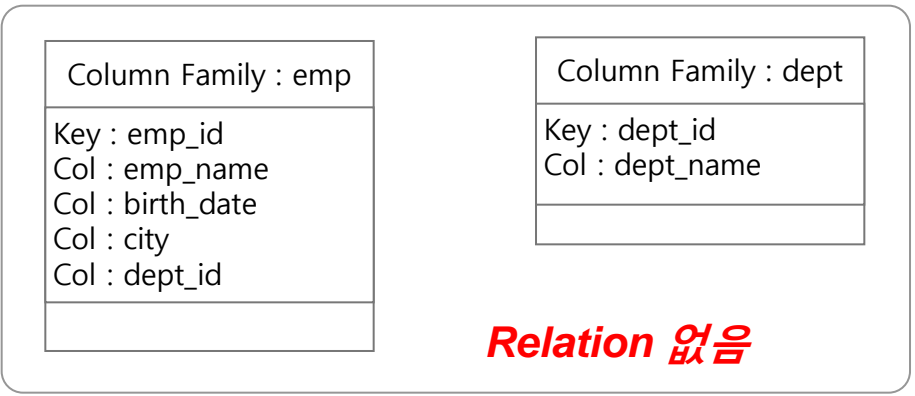 Column Family : emp
Key : emp_id
Col : emp_name
Col : birth_date
Col : city
Col : dept_id
Column Family : dept
Key : dept_id
Col : dept_name
Relation 없음